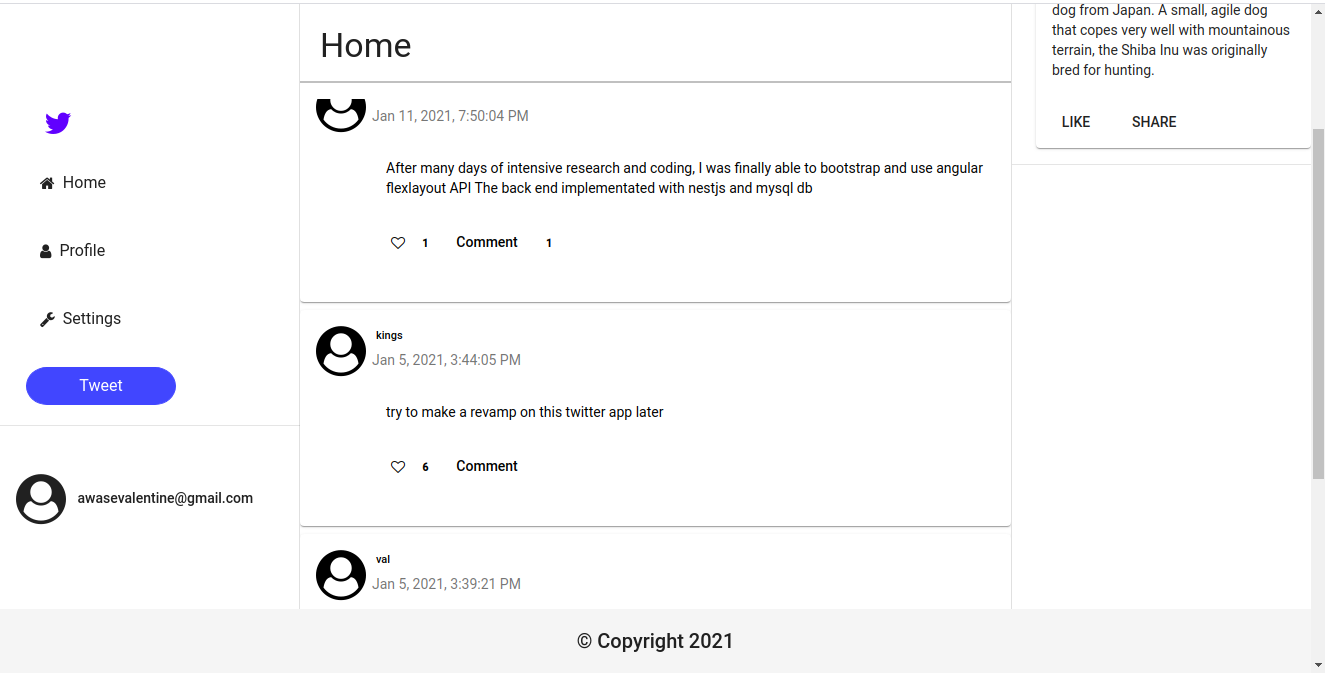 Home
Profile
Settings
Tweet
awasevalentine@gmail.com
Home
Jan 11, 2021, 7:50:04 PM
After many days of intensive research and coding, I was finally able to bootstrap and use angular
flexlayout API The back end implementated with nestjs and mysql db
1 Comment 1
kings
Jan 5, 2021, 3:44:05 PM
try to make a revamp on this twitter app later
6 Comment
val
Jan 5, 2021, 3:39:21 PM
dog from Japan. A small, agile dog
that copes very well with mountainous
terrain, the Shiba Inu was originally
bred for hunting.
LIKE SHARE
© Copyright 2021